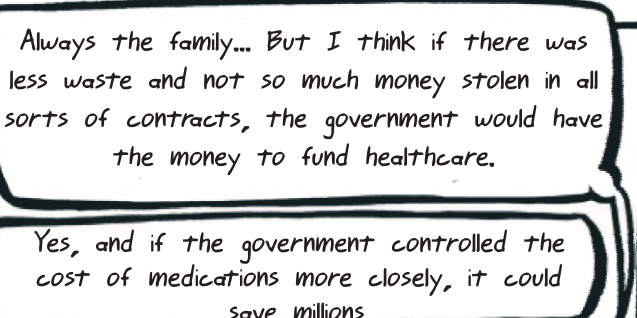 Always the family... But I think if there was
less waste and not so much money stolen in all
sorts of contracts, the government would have
the money to fund healthcare.
Yes, and if the government controlled the
cost of medications more closely, it could
save millions